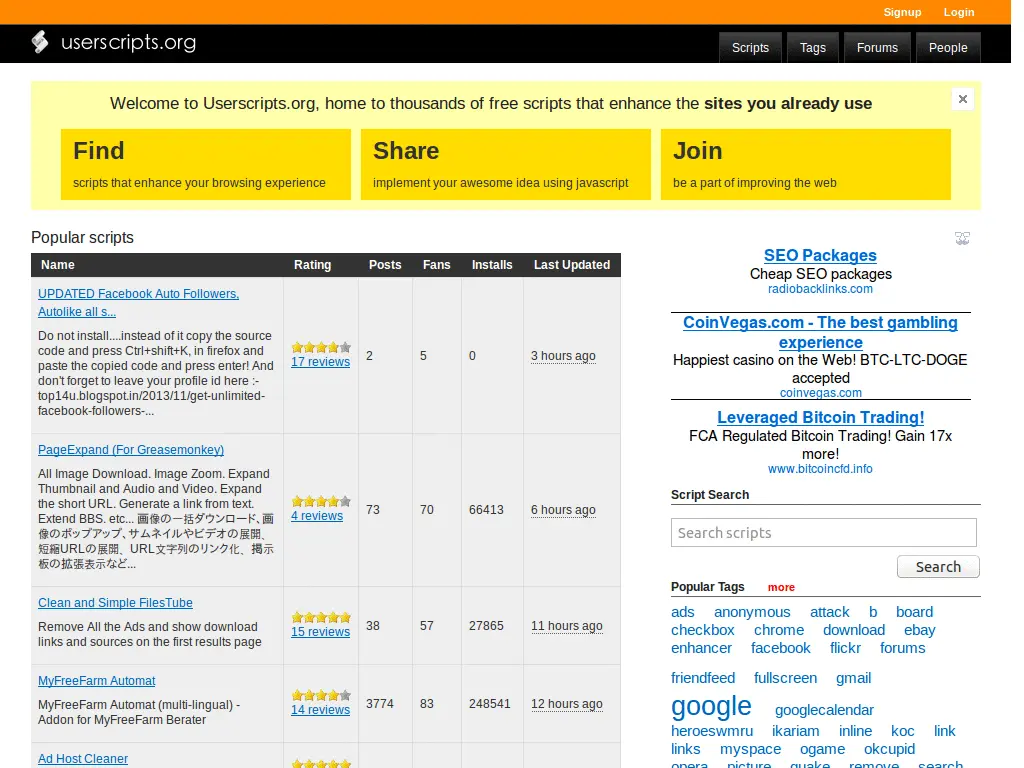 Signup Login
userscripts.org
Scripts Tags Forums People
Welcome to Userscripts.org, home to thousands of free scripts that enhance the sites you already use
Find
scripts that enhance your browsing experience
Share
implement your awesome idea using javascript
Join
be a part of improving the web
Popular scripts
Name Rating Posts Fans Installs Last Updated
UPDATED Facebook Auto Followers,
Autolike all s...
Do not install....instead of it copy the source
code and press Ctrl+shift+K, in firefox and
paste the copied code and press enter! And
don't forget to leave your profile id here :-
top14u.blogspot.in/2013/11/get-unlimited-
facebook-followers-...
17 reviews
2 5 0 3 hours ago
PageExpand (For Greasemonkey)
All Image Download. Image Zoom. Expand
Thumbnail and Audio and Video. Expand
the short URL. Generate a link from text.
Extend BBS. etc... 画像の一括ダウンロード、画
像のポップアップ、サムネイルやビデオの展開、
短縮URLの展開、URL文字列のリンク化、掲示
板の拡張表示など...
4 reviews
73 70 66413 6 hours ago
Clean and Simple FilesTube
Remove All the Ads and show download
links and sources on the first results page
15 reviews
38 57 27865 11 hours ago
MyFreeFarm Automat
MyFreeFarm Automat (multi-lingual) -
Addon for MyFreeFarm Berater
14 reviews
3774 83 248541 12 hours ago
Ad Host Cleaner
SEO Packages
Cheap SEO packages
radiobacklinks.com
CoinVegas.com - The best gambling
experience
Happiest casino on the Web! BTC-LTC-DOGE
accepted
coinvegas.com
Leveraged Bitcoin Trading!
FCA Regulated Bitcoin Trading! Gain 17x
more!
www.bitcoincfd.info
Script Search
Search scripts
Search
Popular Tags more
ads anonymous attack b board
checkbox chrome download ebay
enhancer facebook flickr forums
friendfeed fullscreen gmail
google googlecalendar
heroeswmru ikariam inline koc link
links myspace ogame okcupid
opera picture quake remove search